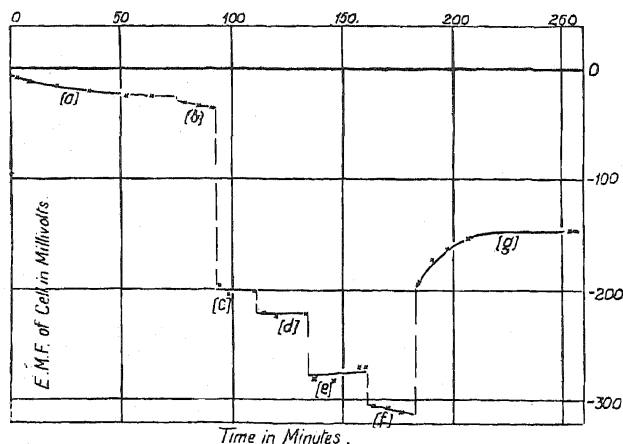 0 50 100 150. 200 250
0
-100
-200
-300
[a]
[b]
[c]
[d]
[e]
[f]
[g]
E.M.F. of Cell in Millivolts.
Time in Minutes.